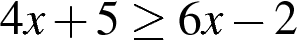 4x + 5 ≥ 6x − 2